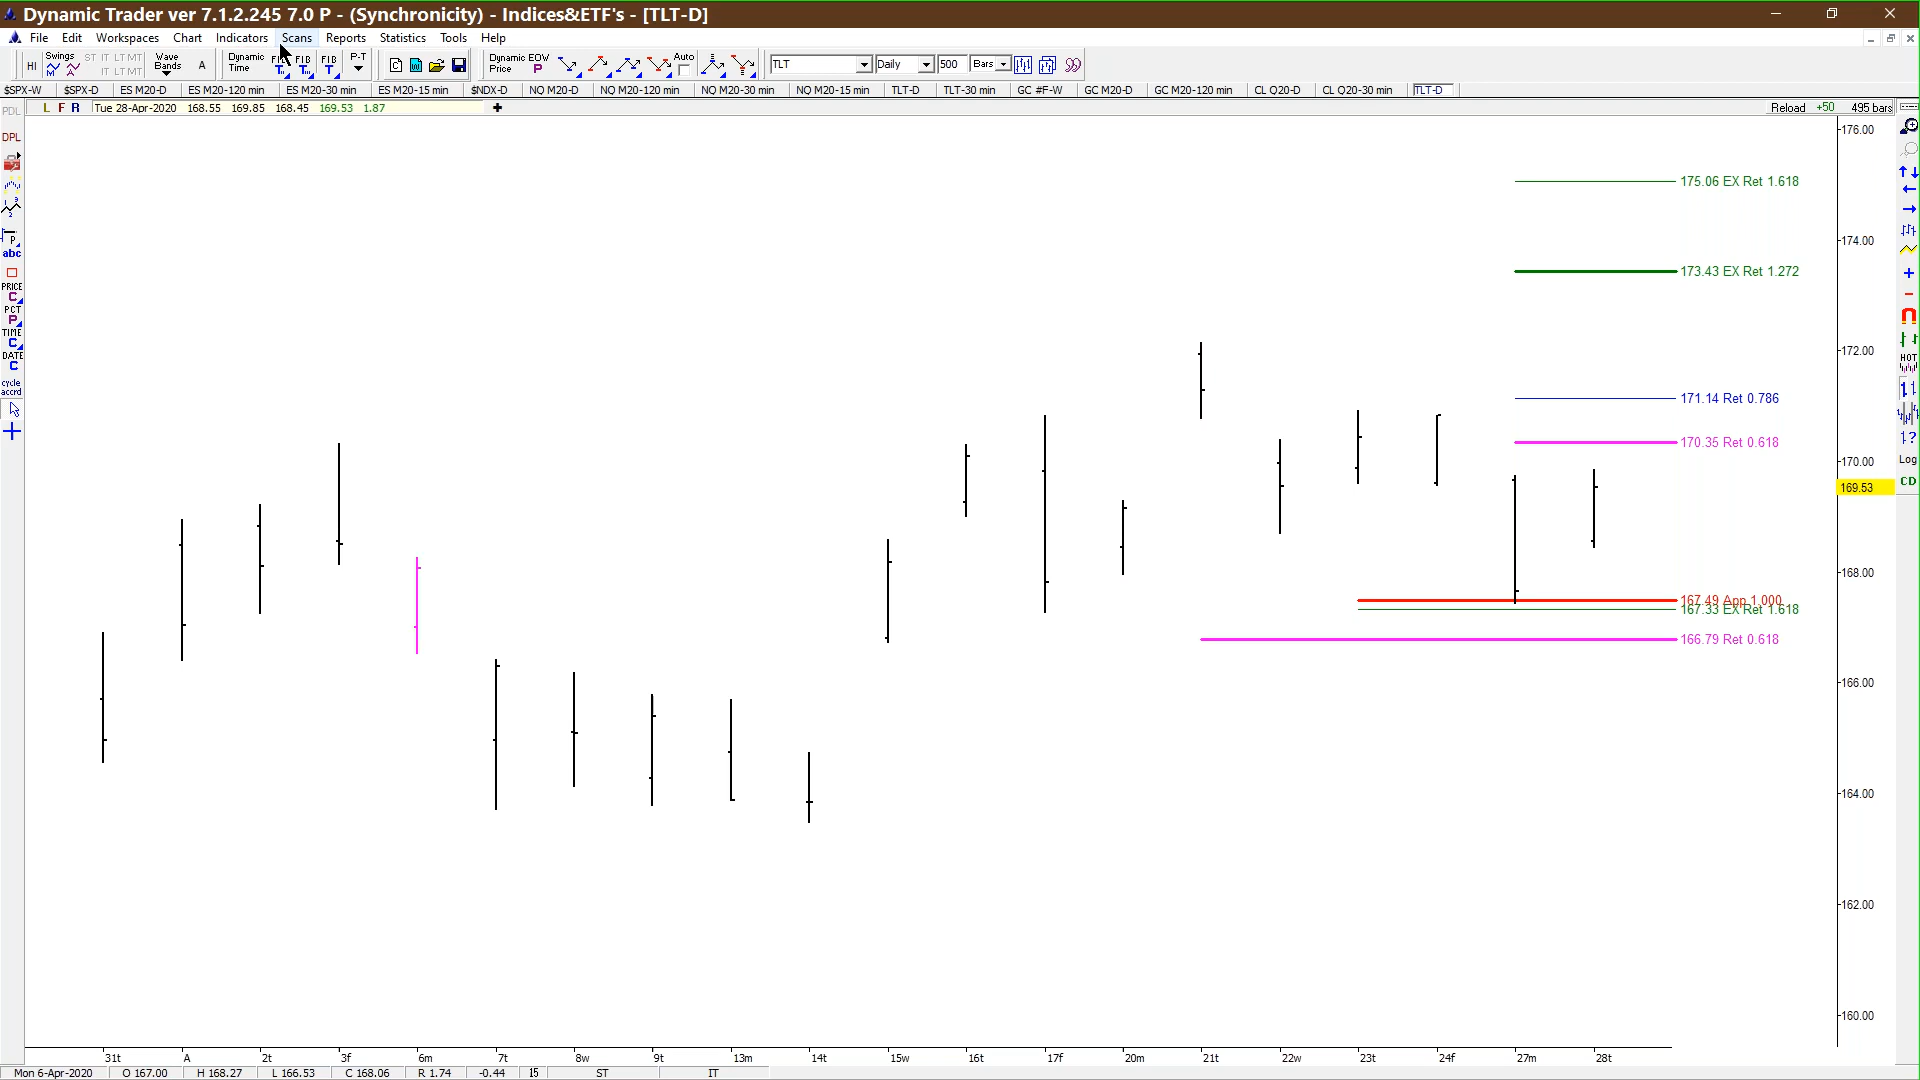 Dynamic Trader ver 7.1.2.245 7.0 P - (Synchronicity) - Indices&ETF's - [TLT-D]
File Edit Workspaces Chart Indicators Scans Reports Statistics Tools Help
HI Swings M A ST IT LT MT IT LT MT Wave Bands A Dynamic Time FIB FIB P-T Dynamic Price EOW P Auto TLT Daily 500 Bars
$SPX-W $SPX-D ES M20-D ES M20-120 min ES M20-30 min ES M20-15 min $NDX-D NQ M20-D NQ M20-120 min NQ M20-30 min NQ M20-15 min TLT-D TLT-30 min GC #F-W GC M20-D GC M20-120 min CL Q20-D CL Q20-30 min TLT-D
PDL L F R Tue 28-Apr-2020 168.55 169.85 168.45 169.53 1.87 Reload +50 495 bars
DPL
abc
PRICE
C
PCT
P
TIME
C
DATE
C
cycle
accrd
176.00
175.06 EX Ret 1.618
174.00
173.43 EX Ret 1.272
172.00
HOT
171.14 Ret 0.786
170.35 Ret 0.618
170.00
Log
CD
169.53
168.00
167.49 App 1.000
167.33 EX Ret 1.618
166.79 Ret 0.618
166.00
164.00
162.00
160.00
31t A 2t 3f 6m 7t 8w 9t 13m 14t 15w 16t 17f 20m 21t 22w 23t 24f 27m 28t
Mon 6-Apr-2020 O 167.00 H 168.27 L 166.53 C 168.06 R 1.74 -0.44 15 ST IT